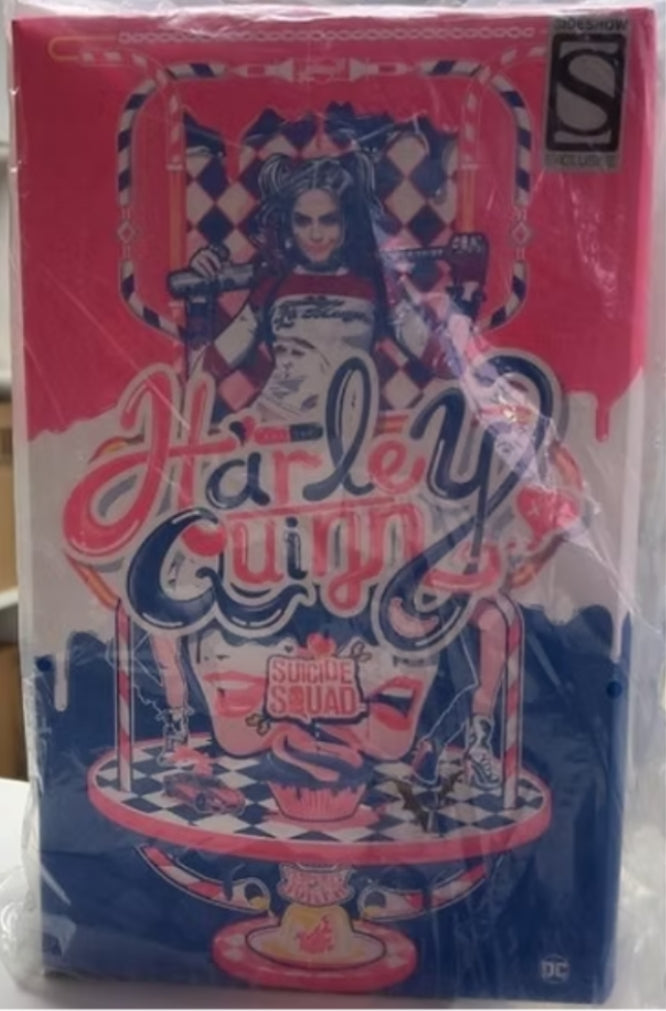 SIDESHOW
S
EXCLUSIVE
Harley
Quinn
SUICIDE
SQUAD
DC